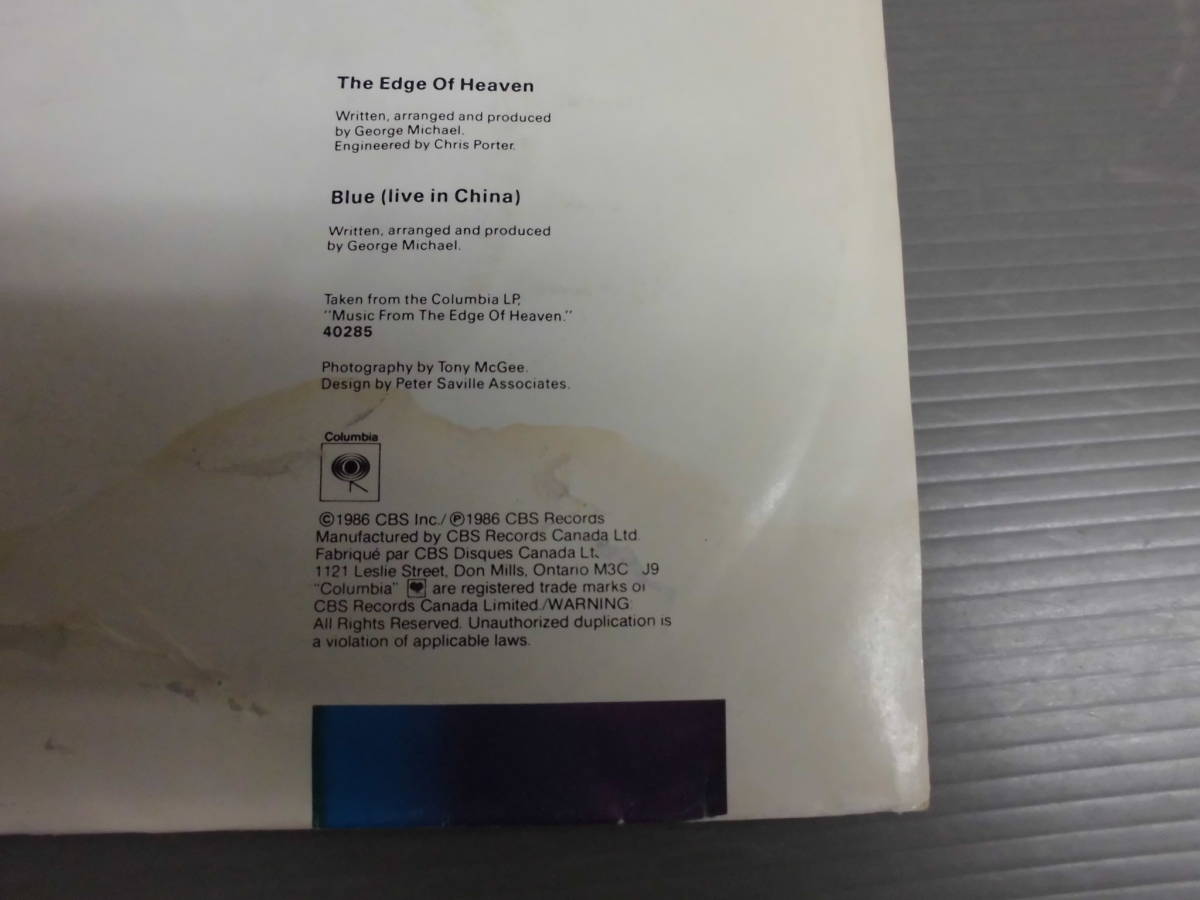 The Edge Of Heaven
Written, arranged and produced
by George Michael.
Engineered by Chris Porter.
Blue (live in China)
Written, arranged and produced
by George Michael.
Taken from the Columbia LP,
"Music From The Edge Of Heaven."
40285
Photography by Tony McGee.
Design by Peter Saville Associates.
Columbia
©1986 CBS Inc./℗1986 CBS Records
Manufactured by CBS Records Canada Ltd.
Fabriqué par CBS Disques Canada Lt
1121 Leslie Street, Don Mills, Ontario M3C J9
"Columbia" are registered trade marks of
CBS Records Canada Limited./WARNING:
All Rights Reserved. Unauthorized duplication is
a violation of applicable laws.